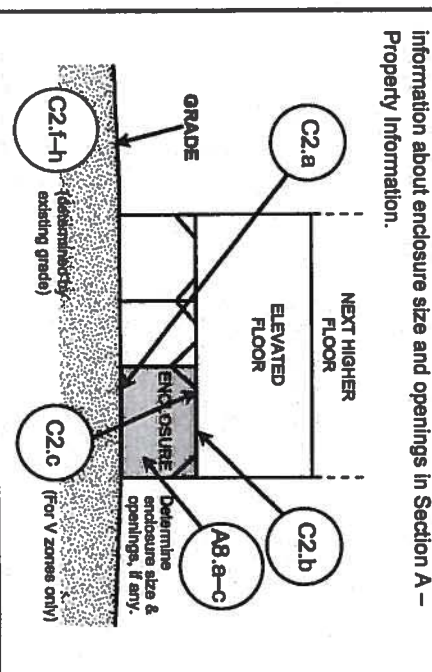 information about enclosure size and openings in Section A –
Property Information.
NEXT HIGHER
FLOOR
ELEVATED
FLOOR
C2.a
C2.b
GRADE
ENCLOSURE
A8.a–c
Determine
enclosure size &
openings, if any.
C2.f–h
(determined by
existing grade)
C2.c
(For V zones only)